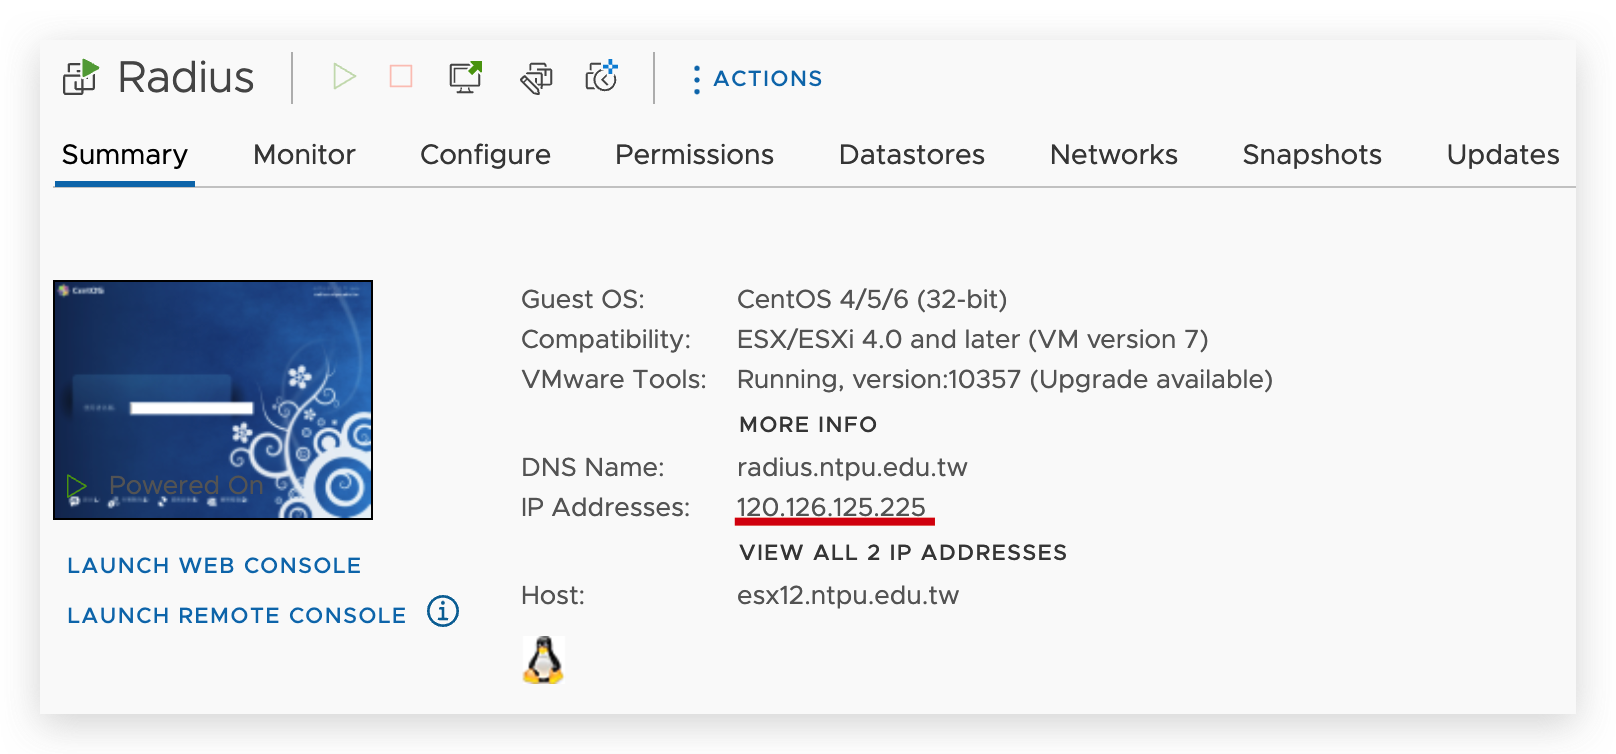 Radius
ACTIONS
Summary Monitor Configure Permissions Datastores Networks Snapshots Updates
CentOS
Powered On
LAUNCH WEB CONSOLE
LAUNCH REMOTE CONSOLE
Guest OS: CentOS 4/5/6 (32-bit)
Compatibility: ESX/ESXi 4.0 and later (VM version 7)
VMware Tools: Running, version:10357 (Upgrade available)
MORE INFO
DNS Name: radius.ntpu.edu.tw
IP Addresses: 120.126.125.225
VIEW ALL 2 IP ADDRESSES
Host: esx12.ntpu.edu.tw